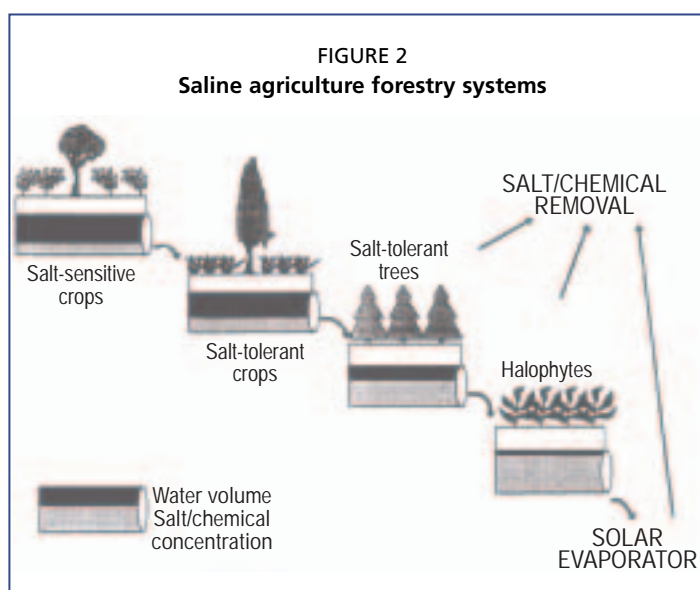 FIGURE 2
Saline agriculture forestry systems
SALT/CHEMICAL
REMOVAL
Salt-sensitive
crops
Salt-tolerant
crops
Salt-tolerant
trees
Halophytes
Water volume
Salt/chemical
concentration
SOLAR
EVAPORATOR